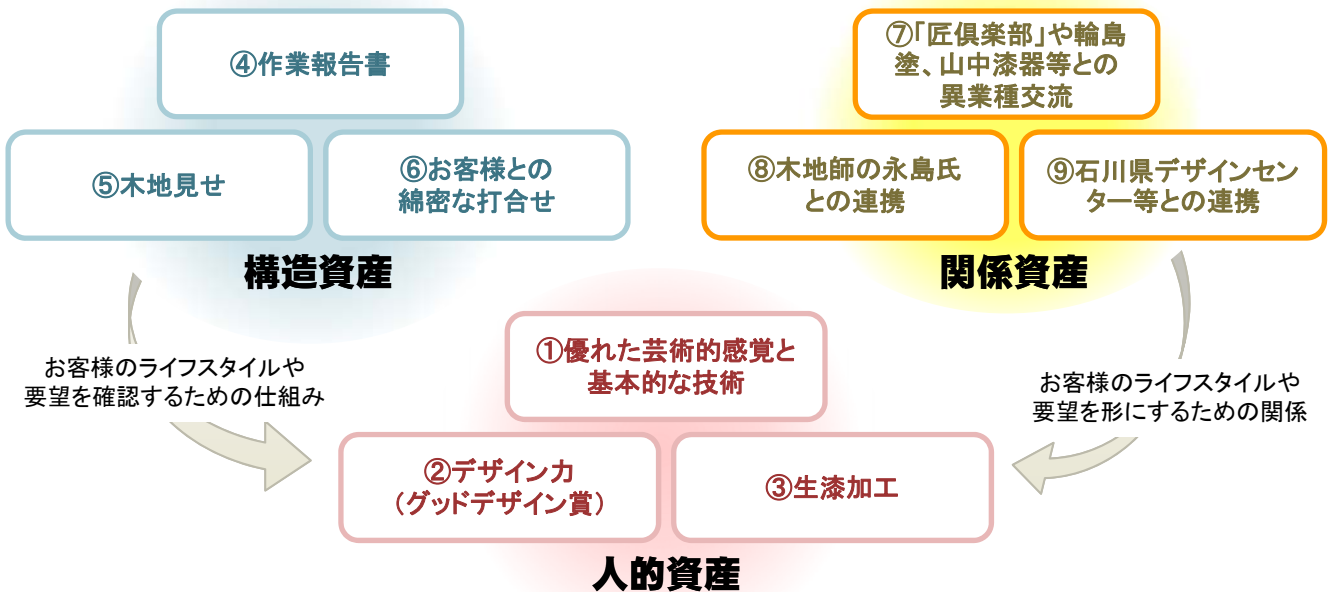 ④作業報告書
⑤木地見せ
⑥お客様との
綿密な打合せ
構造資産
⑦「匠倶楽部」や輪島
塗、山中漆器等との
異業種交流
⑧木地師の永島氏
との連携
⑨石川県デザインセン
ター等との連携
関係資産
お客様のライフスタイルや
要望を確認するための仕組み
お客様のライフスタイルや
要望を形にするための関係
①優れた芸術的感覚と
基本的な技術
②デザイン力
（グッドデザイン賞）
③生漆加工
人的資産